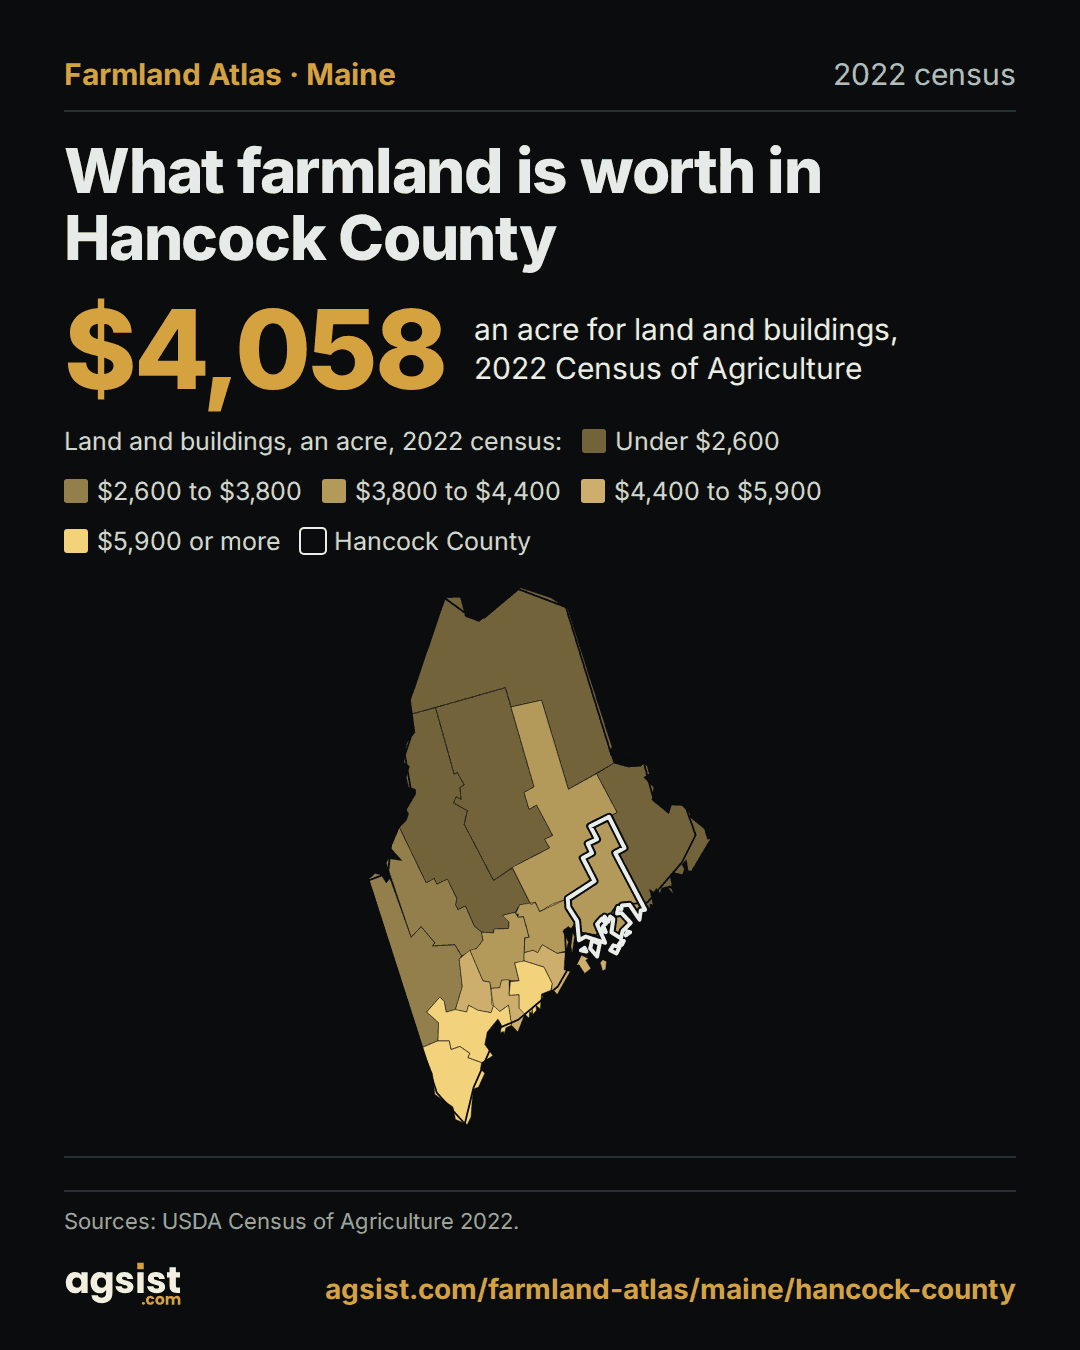 Farmland Atlas · Maine
2022 census
What farmland is worth in
Hancock County
$4,058
an acre for land and buildings,
2022 Census of Agriculture
Land and buildings, an acre, 2022 census: Under $2,600
$2,600 to $3,800 $3,800 to $4,400 $4,400 to $5,900
$5,900 or more Hancock County
Sources: USDA Census of Agriculture 2022.
agsist
.com
agsist.com/farmland-atlas/maine/hancock-county